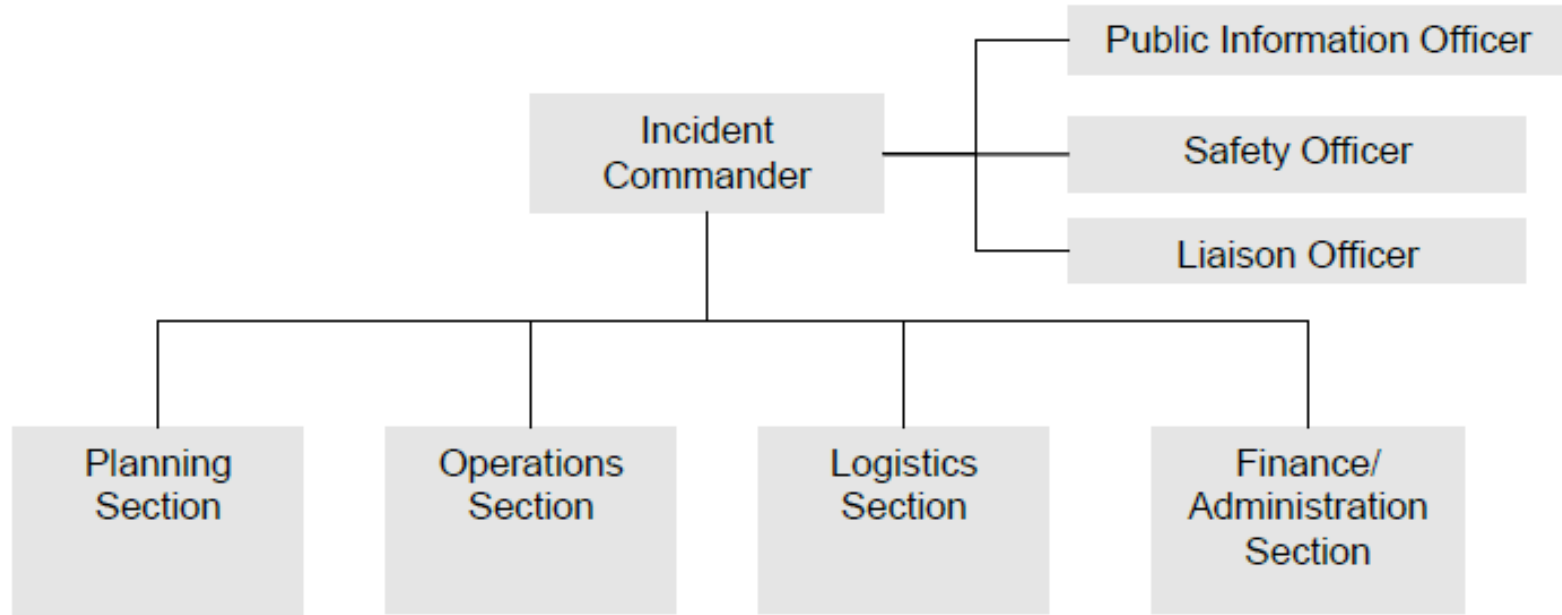 Public Information Officer
Incident
Commander
Safety Officer
Liaison Officer
Planning
Section
Operations
Section
Logistics
Section
Finance/
Administration
Section